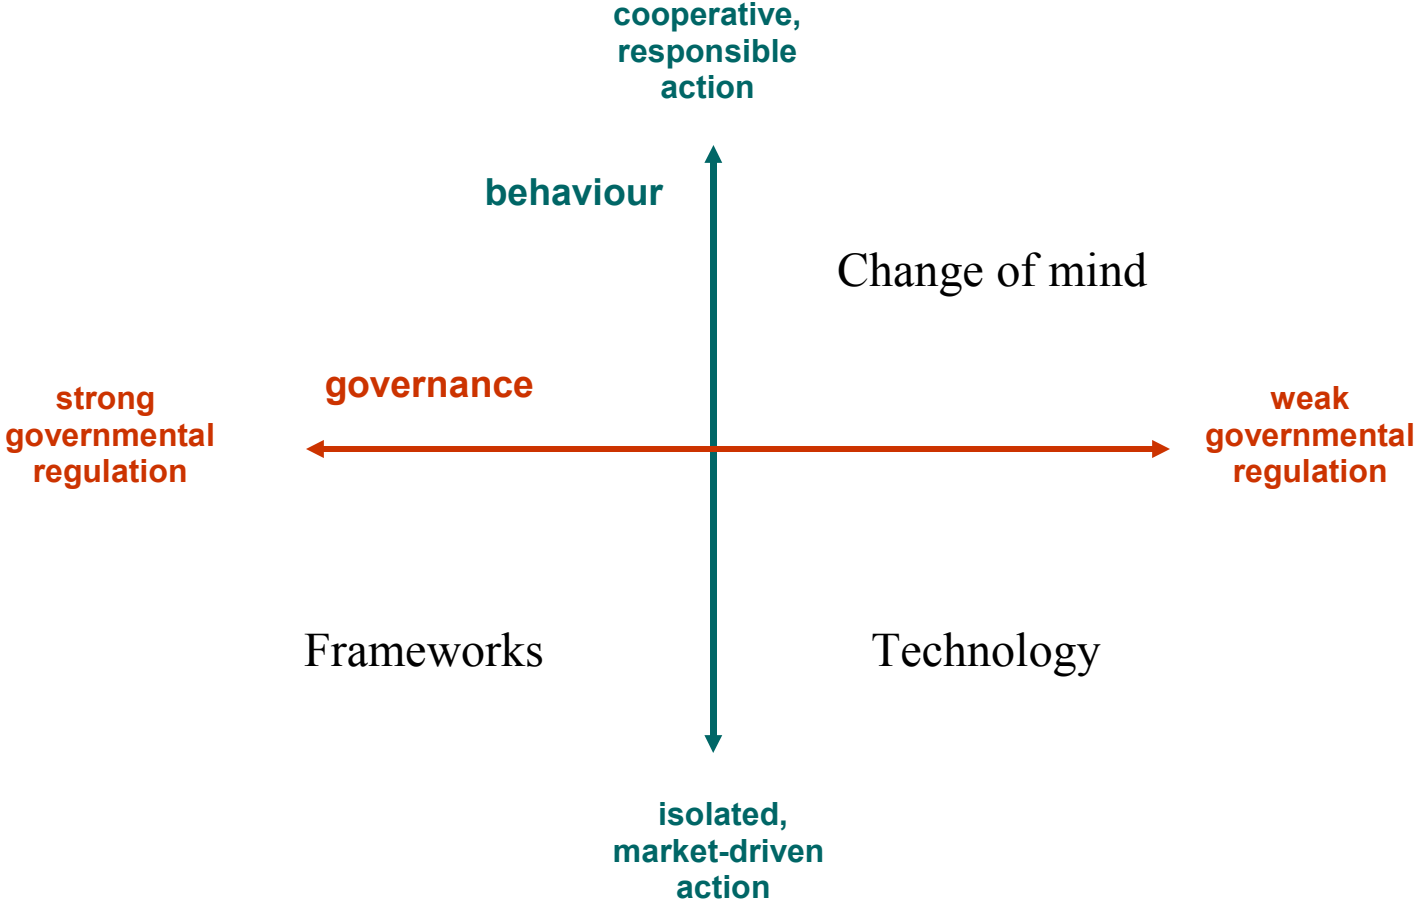 cooperative,
responsible
action
behaviour
Change of mind
governance
strong
governmental
regulation
weak
governmental
regulation
Frameworks
Technology
isolated,
market-driven
action